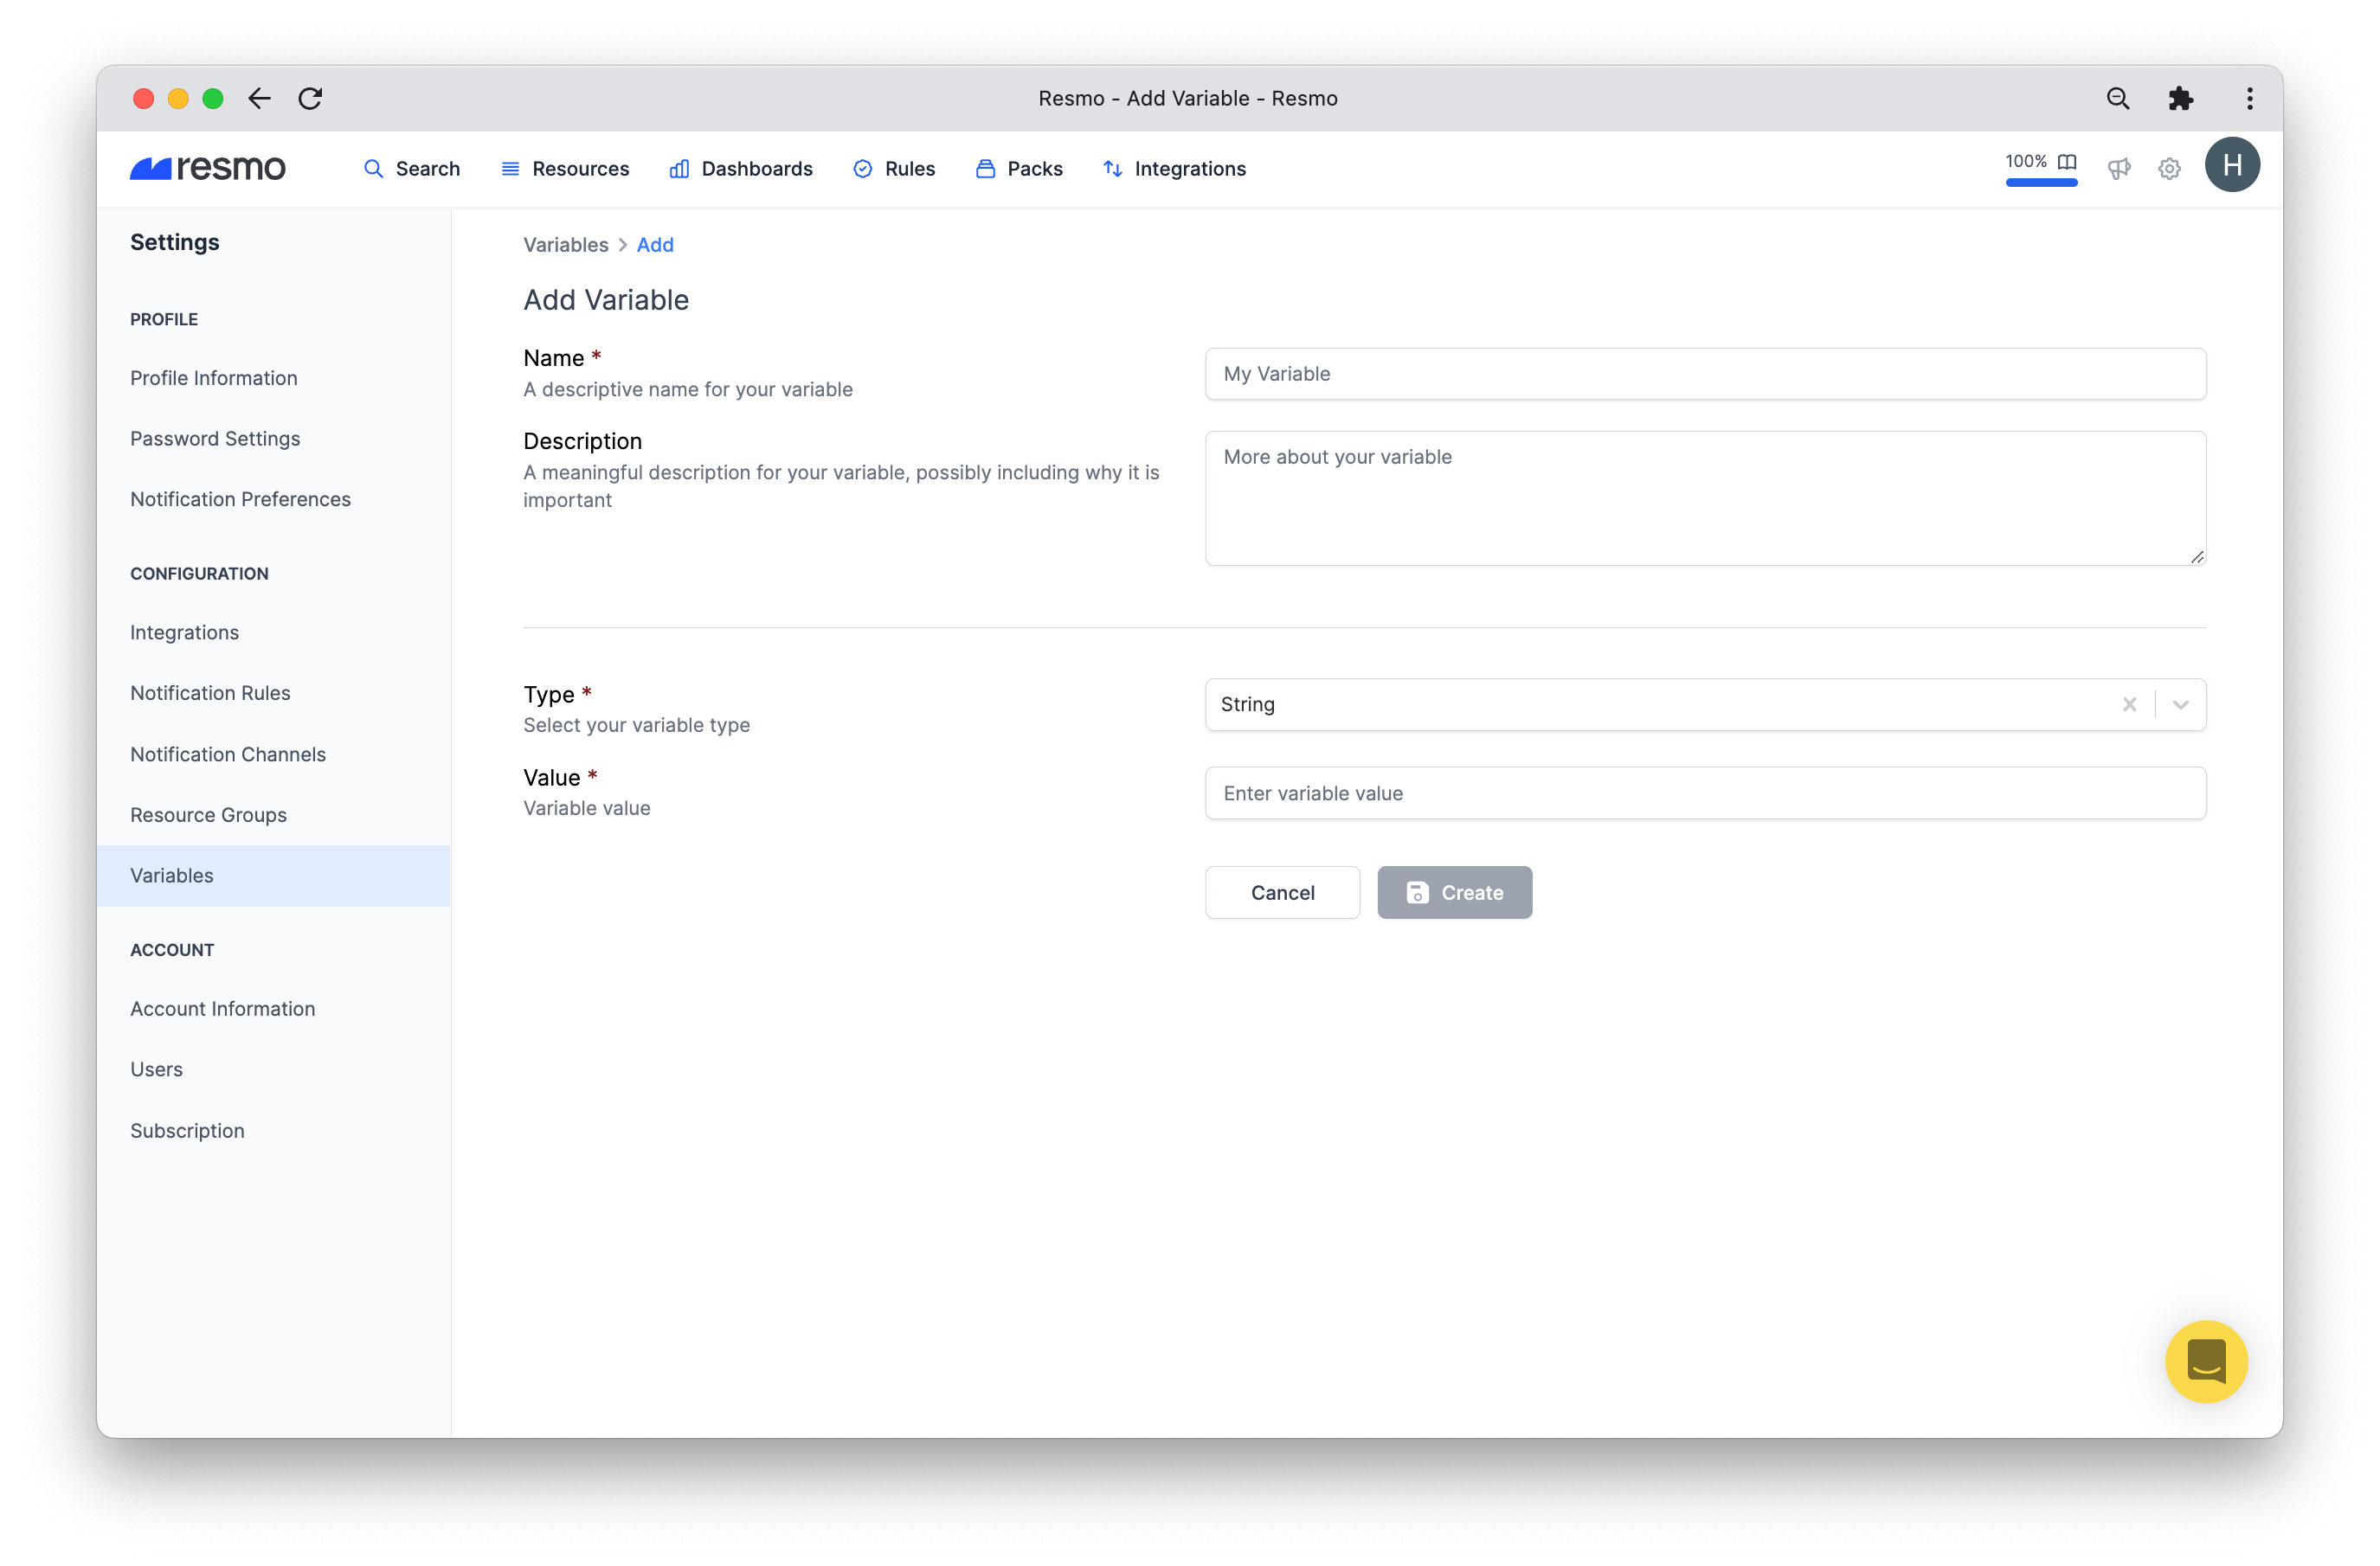 Resmo - Add Variable - Resmo
resmo
Search
Resources
Dashboards
Rules
Packs
Integrations
100%
H
Settings
PROFILE
Profile Information
Password Settings
Notification Preferences
CONFIGURATION
Integrations
Notification Rules
Notification Channels
Resource Groups
Variables
ACCOUNT
Account Information
Users
Subscription
Variables > Add
Add Variable
Name *
A descriptive name for your variable
My Variable
Description
A meaningful description for your variable, possibly including why it is
important
More about your variable
Type *
Select your variable type
String
Value *
Variable value
Enter variable value
Cancel
Create